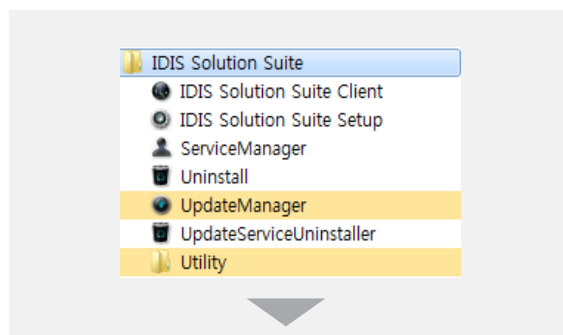 IDIS Solution Suite
IDIS Solution Suite Client
IDIS Solution Suite Setup
ServiceManager
Uninstall
UpdateManager
UpdateServiceUninstaller
Utility